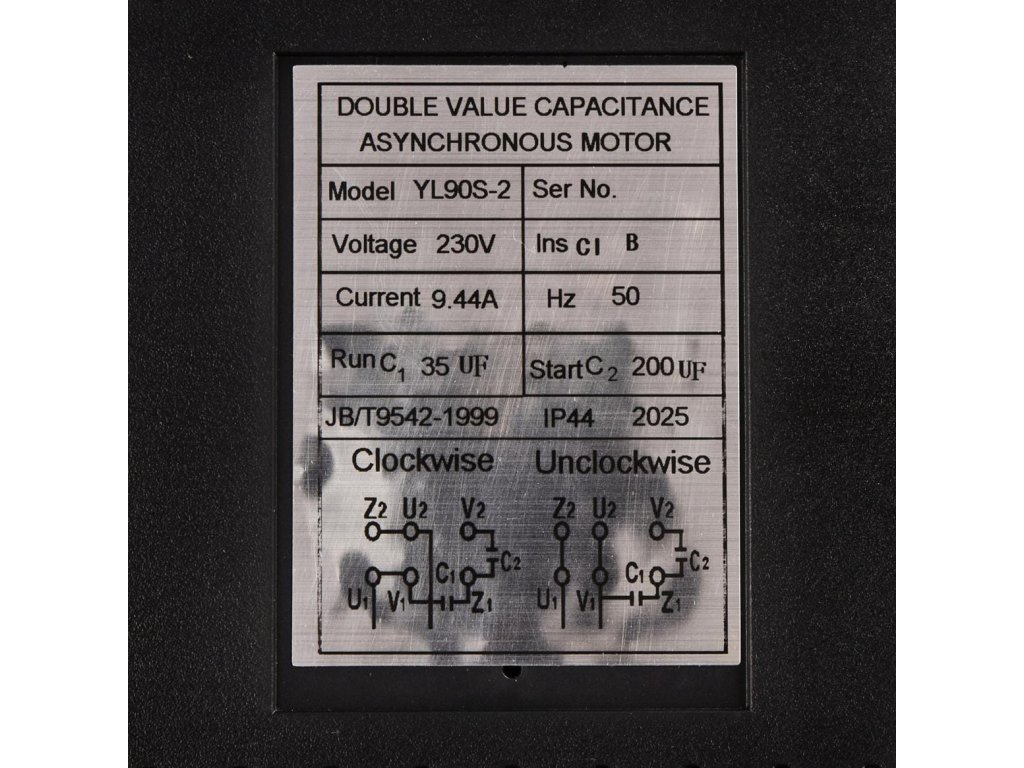 DOUBLE VALUE CAPACITANCE
ASYNCHRONOUS MOTOR
Model YL90S-2 Ser No.
Voltage 230V Ins CI B
Current 9.44A Hz 50
Run C1 35 UF Start C2 200 UF
JB/T9542-1999 IP44 2025
Clockwise Unclockwise
Z2 U2 V2 Z2 U2 V2
C2 C2
C1 C1
U1 V1 Z1 U1 V1 Z1